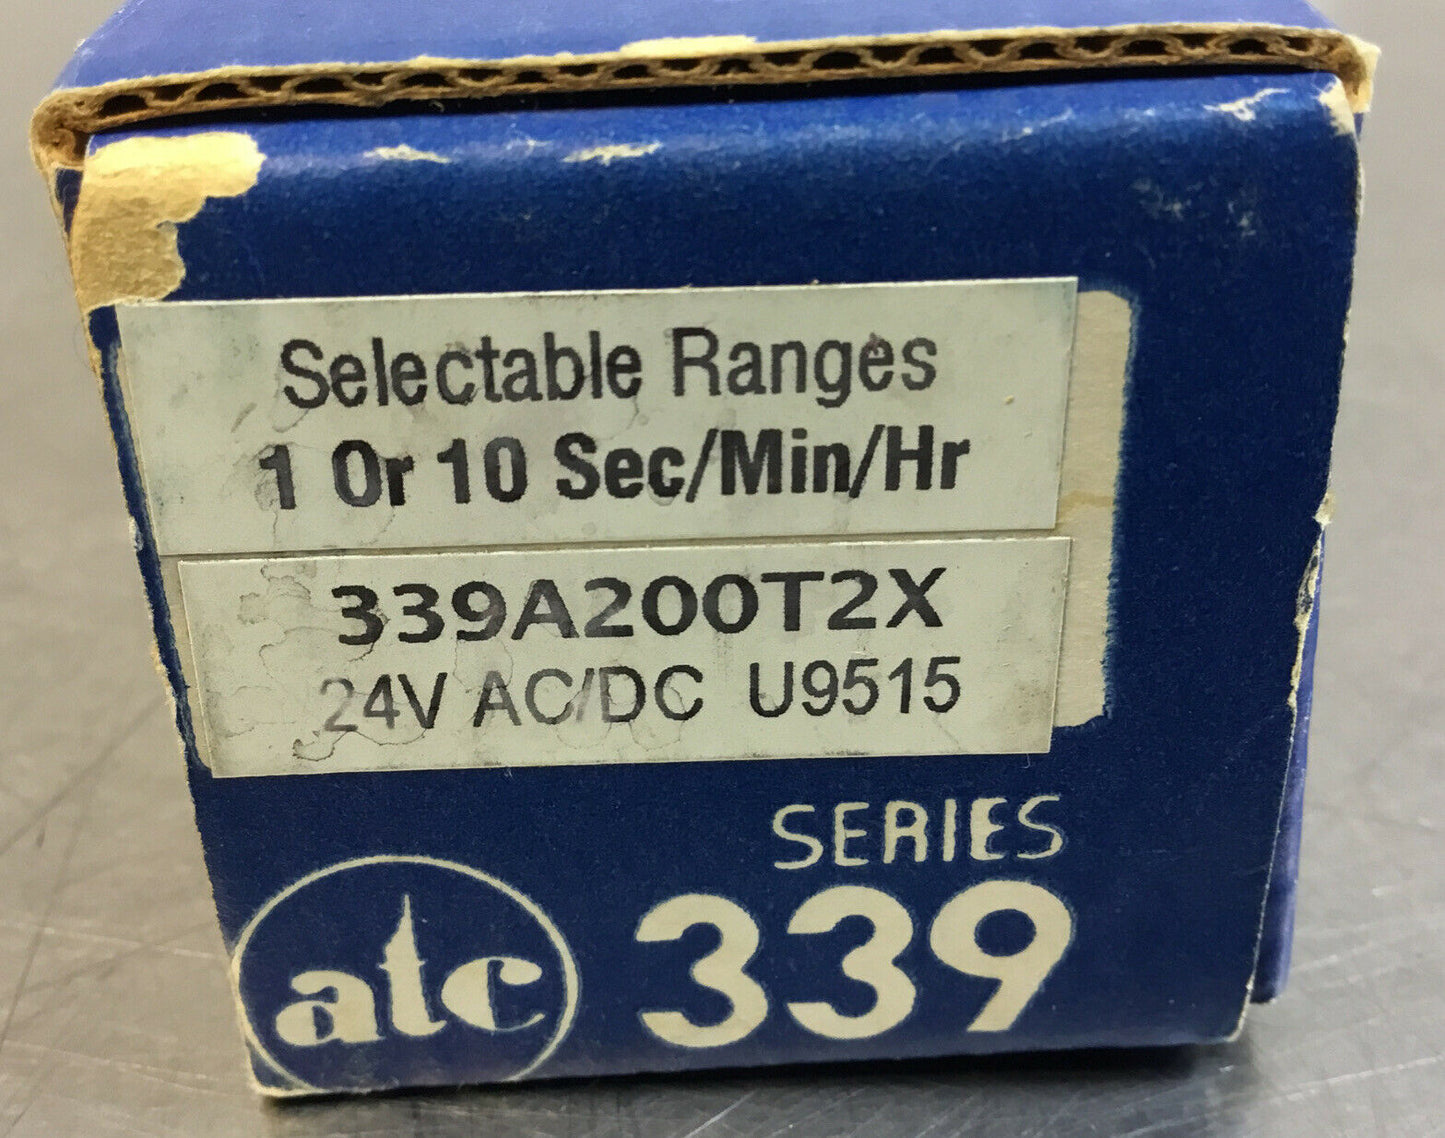 Selectable Ranges
1 Or 10 Sec/Min/Hr
339A200T2X
24V AC/DC U9515
SERIES
atc 339